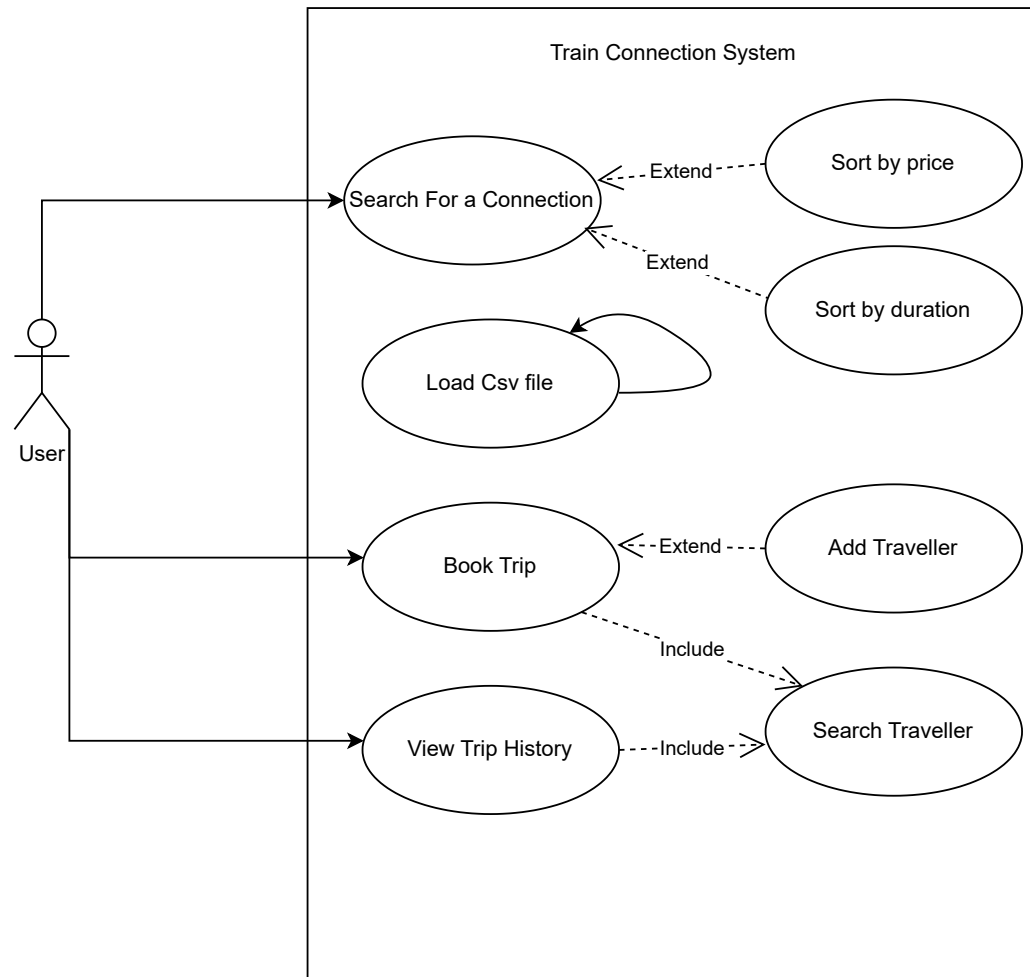 Train Connection System
Sort by price
Extend
Search For a Connection
Extend
Sort by duration
Load Csv file
User
Extend
Add Traveller
Book Trip
Include
Search Traveller
View Trip History
Include